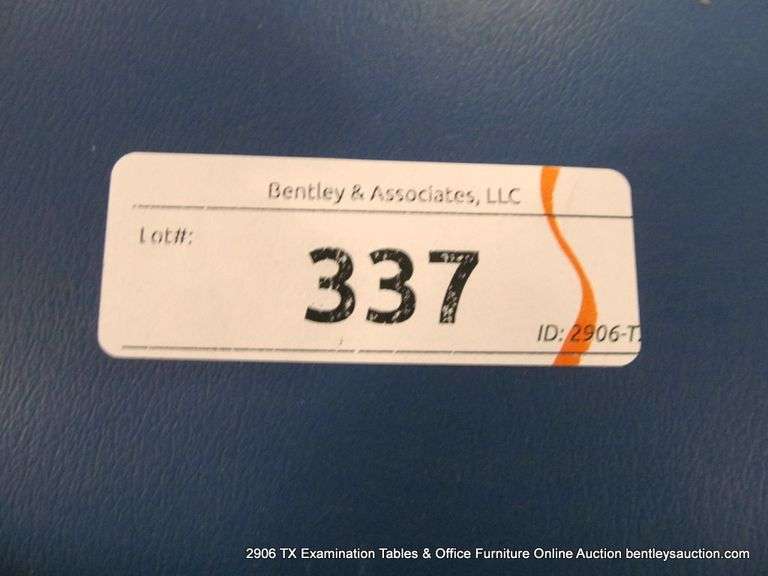 Bentley & Associates, LLC
Lot#:
337
ID: 2906-T
2906 TX Examination Tables & Office Furniture Online Auction bentleysauction.com